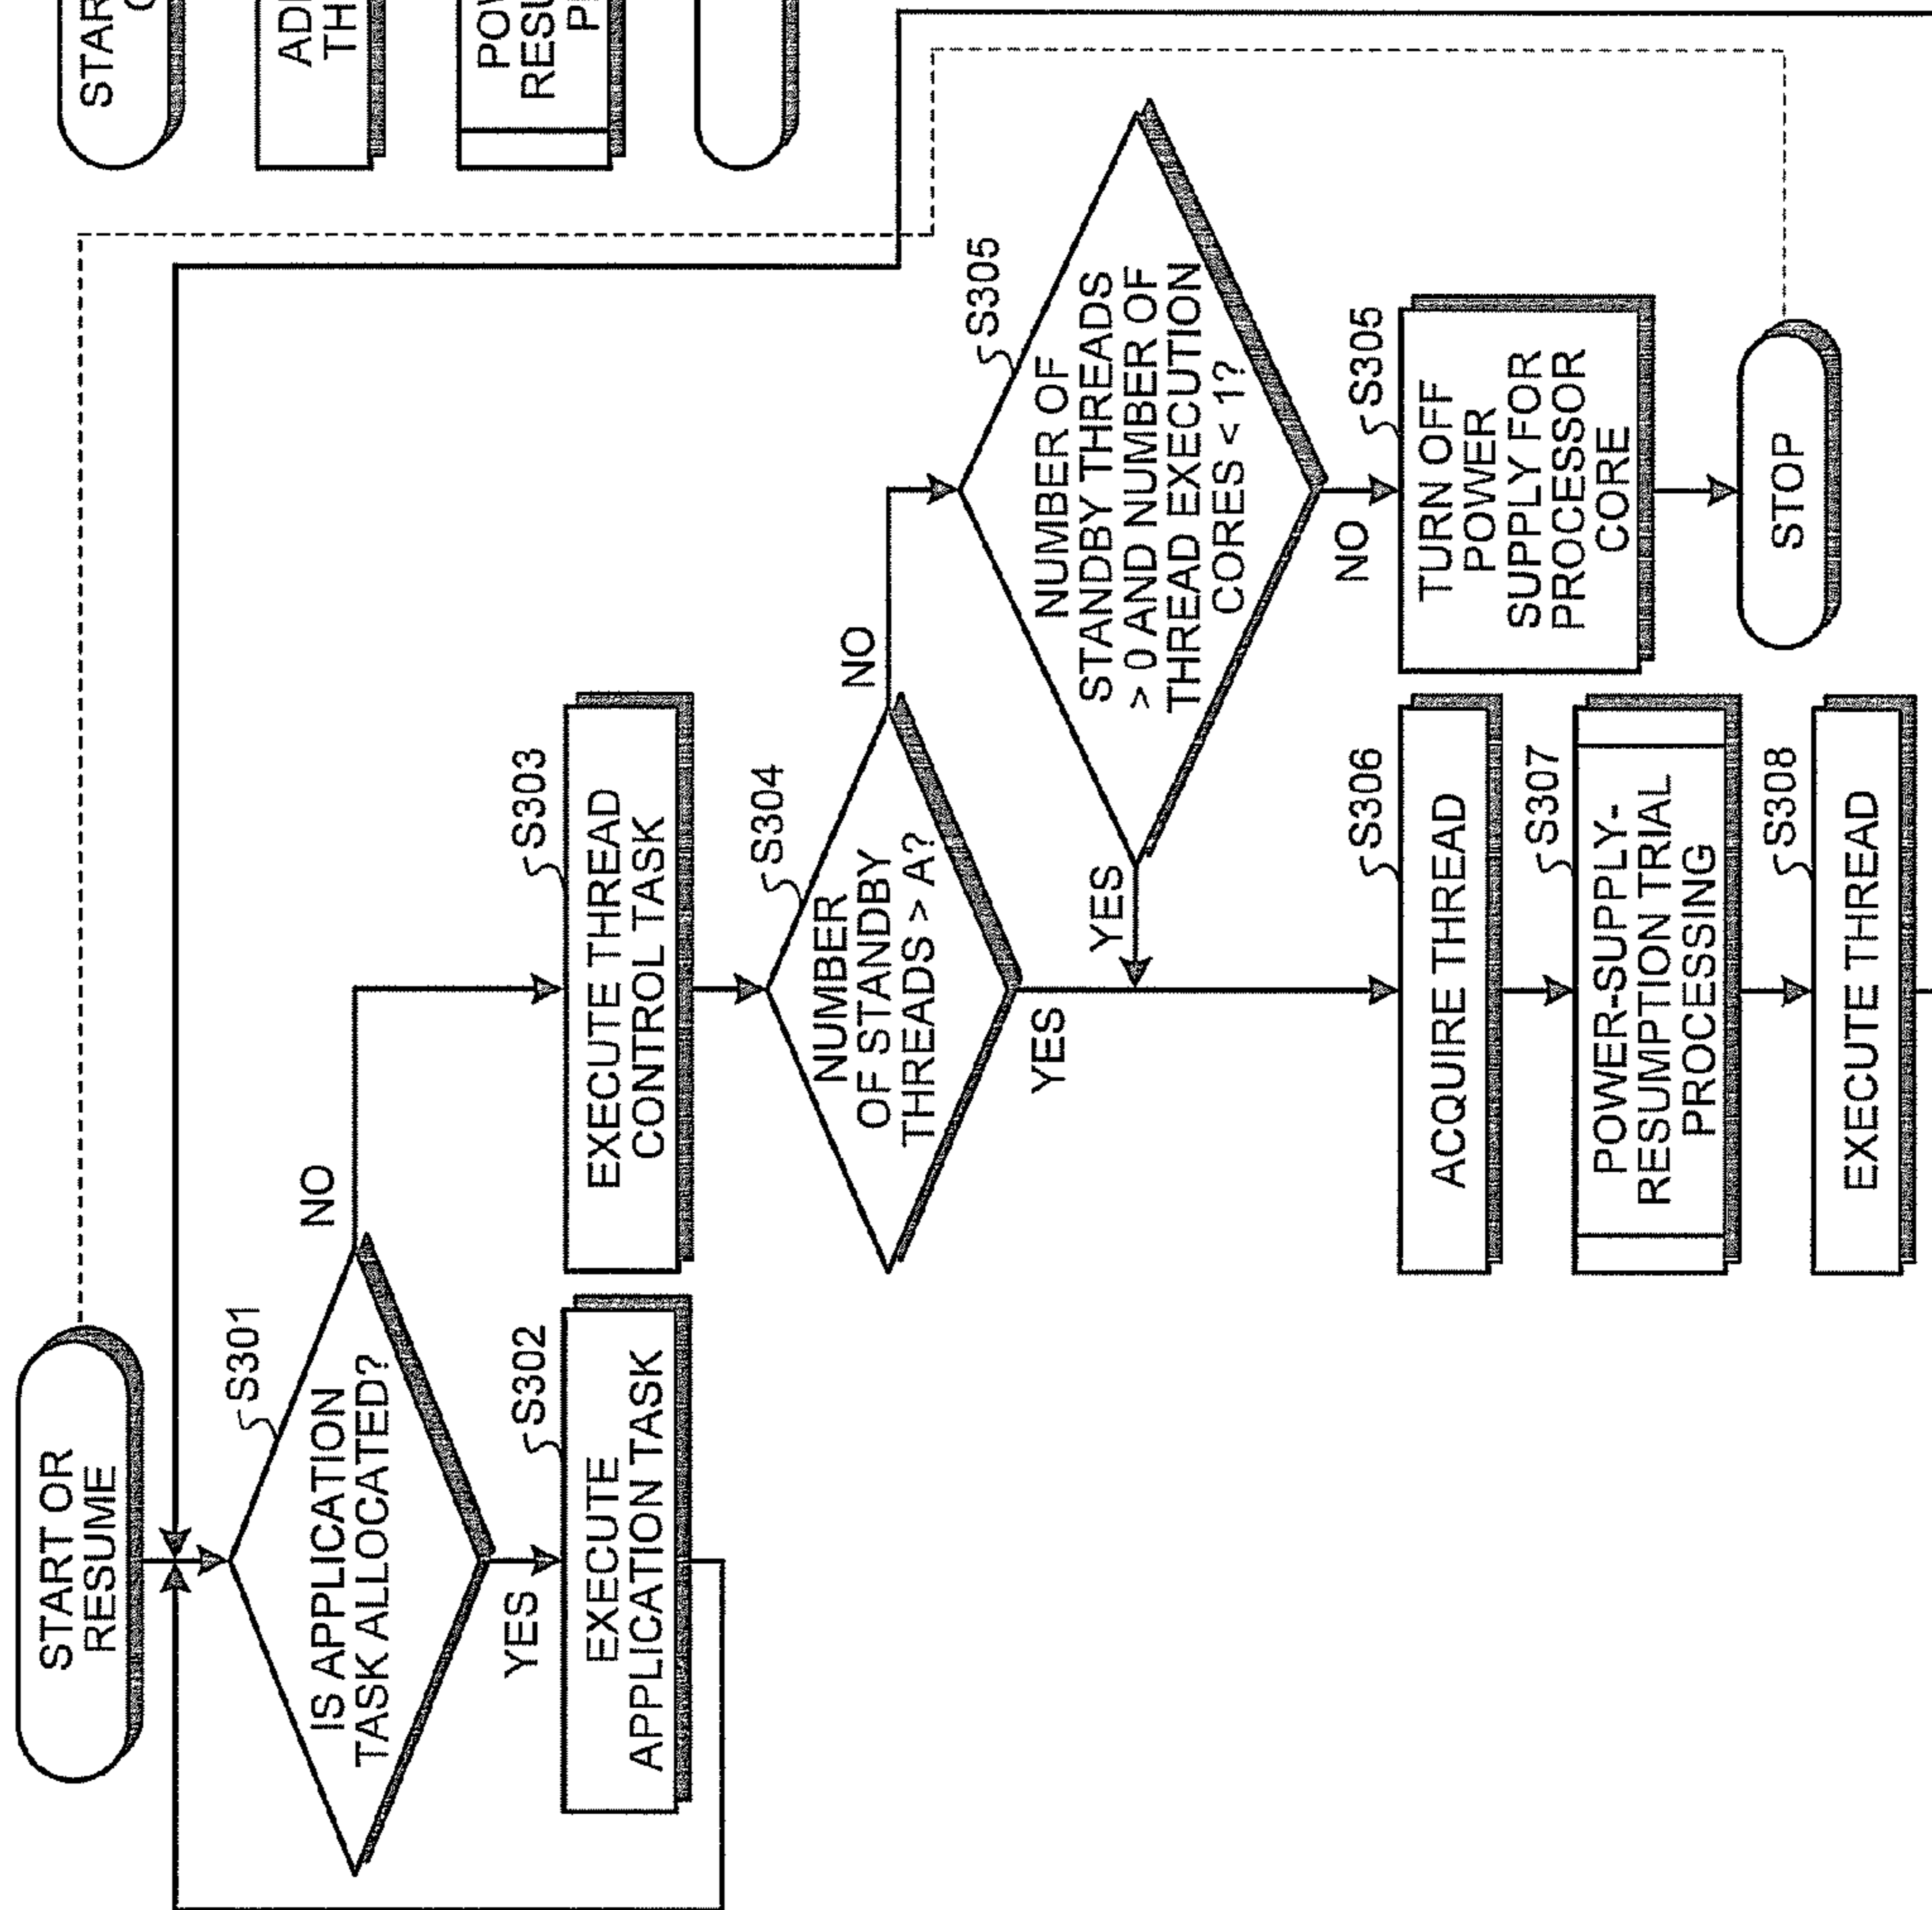 START OR
RESUME
S301
IS APPLICATION
TASK ALLOCATED?
NO
YES
S302
EXECUTE
APPLICATION TASK
S303
EXECUTE THREAD
CONTROL TASK
S304
NUMBER
OF STANDBY
THREADS > A?
NO
YES
S305
NUMBER OF
STANDBY THREADS
> 0 AND NUMBER OF
THREAD EXECUTION
CORES < 1?
YES
NO
S305
TURN OFF
POWER
SUPPLY FOR
PROCESSOR
CORE
STOP
S306
ACQUIRE THREAD
S307
POWER-SUPPLY-
RESUMPTION TRIAL
PROCESSING
S308
EXECUTE THREAD